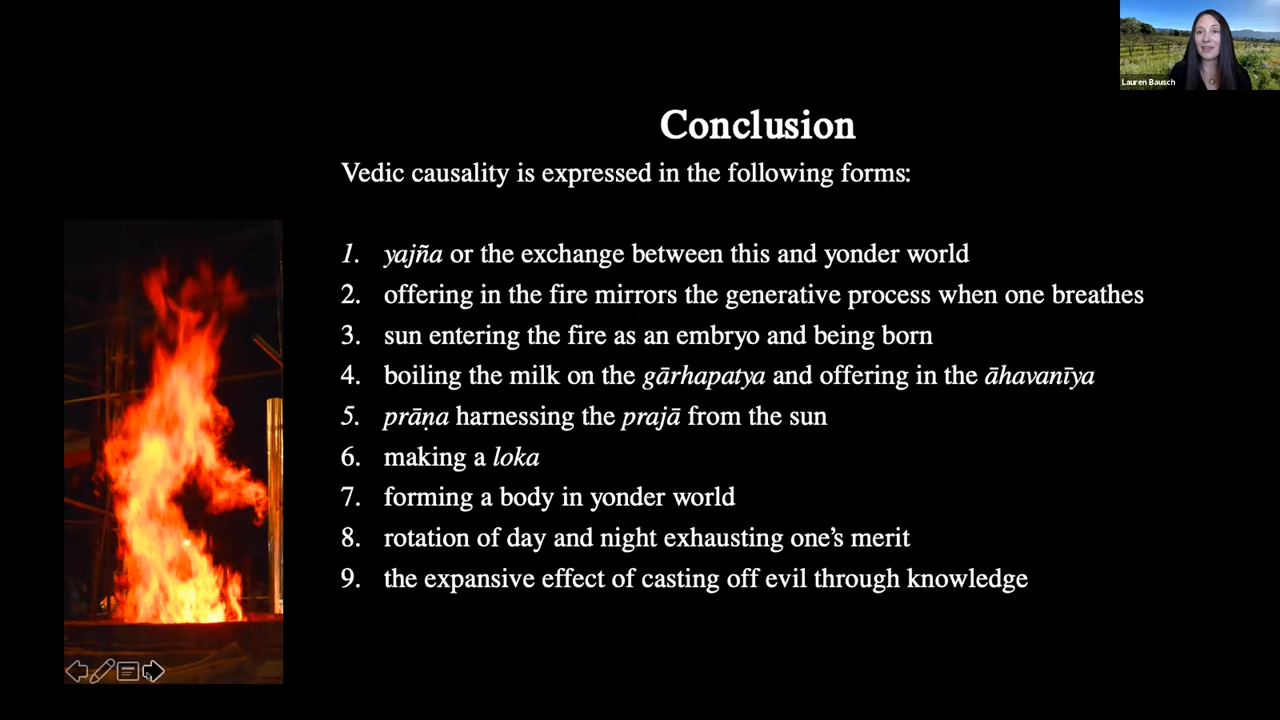 Lauren Bausch
Conclusion
Vedic causality is expressed in the following forms:
1. yajña or the exchange between this and yonder world
2. offering in the fire mirrors the generative process when one breathes
3. sun entering the fire as an embryo and being born
4. boiling the milk on the gārhapatya and offering in the āhavanīya
5. prāṇa harnessing the prajā from the sun
6. making a loka
7. forming a body in yonder world
8. rotation of day and night exhausting one’s merit
9. the expansive effect of casting off evil through knowledge